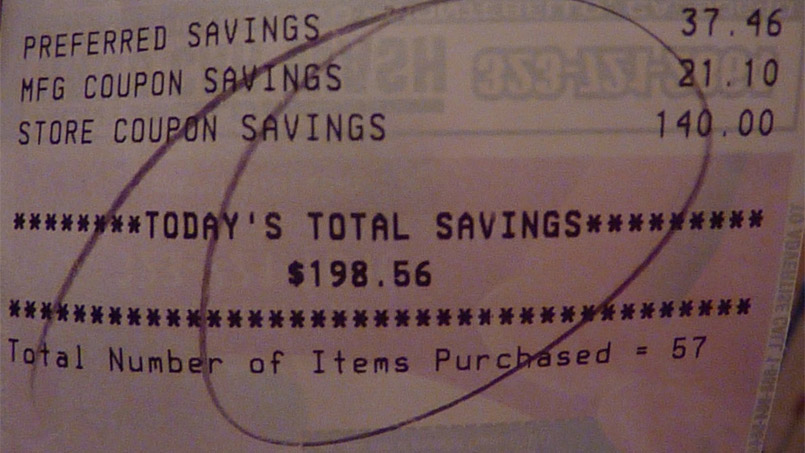 PREFERRED SAVINGS 37.46
MFG COUPON SAVINGS 21.10
STORE COUPON SAVINGS 140.00
********TODAY'S TOTAL SAVINGS*********
$198.56
**************************************
Total Number of Items Purchased = 57